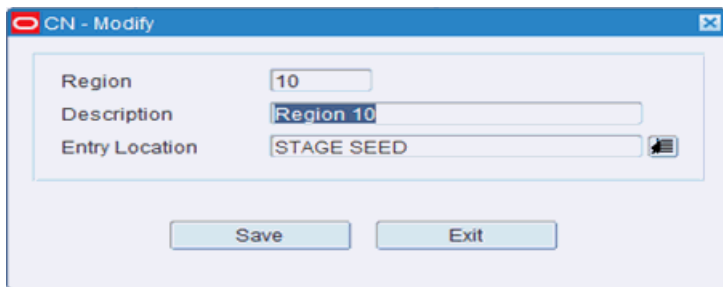 CN - Modify
Region 10
Description Region 10
Entry Location STAGE SEED
Save Exit